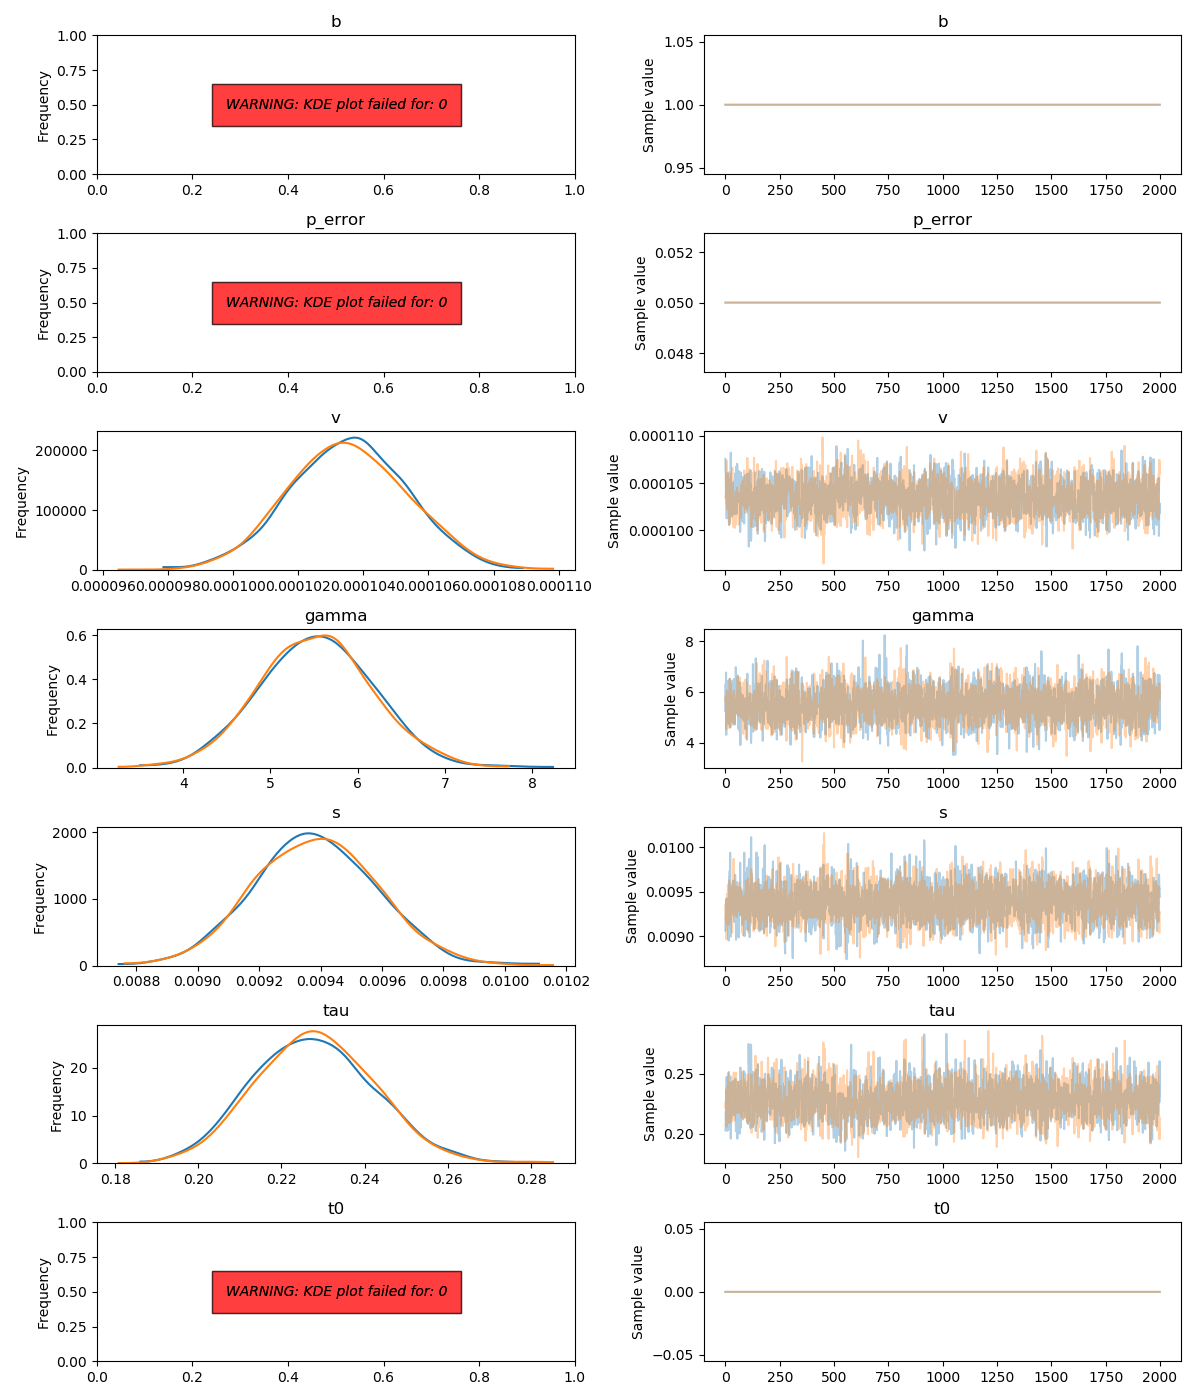 b
b
1.00
0.75
0.50
0.25
0.00
Frequency
WARNING: KDE plot failed for: 0
0.0 0.2 0.4 0.6 0.8 1.0
1.05
1.00
0.95
Sample value
0 250 500 750 1000 1250 1500 1750 2000
p_error
p_error
1.00
0.75
0.50
0.25
0.00
Frequency
WARNING: KDE plot failed for: 0
0.0 0.2 0.4 0.6 0.8 1.0
0.052
0.050
0.048
Sample value
0 250 500 750 1000 1250 1500 1750 2000
v
v
200000
100000
0
Frequency
0.000096 0.000098 0.000100 0.000102 0.000104 0.000106 0.000108 0.000110
0.000110
0.000105
0.000100
Sample value
0 250 500 750 1000 1250 1500 1750 2000
gamma
gamma
0.6
0.4
0.2
0.0
Frequency
4 5 6 7 8
8
6
4
Sample value
0 250 500 750 1000 1250 1500 1750 2000
s
s
2000
1000
0
Frequency
0.0088 0.0090 0.0092 0.0094 0.0096 0.0098 0.0100 0.0102
0.0100
0.0095
0.0090
Sample value
0 250 500 750 1000 1250 1500 1750 2000
tau
tau
20
10
0
Frequency
0.18 0.20 0.22 0.24 0.26 0.28
0.25
0.20
Sample value
0 250 500 750 1000 1250 1500 1750 2000
t0
t0
1.00
0.75
0.50
0.25
0.00
Frequency
WARNING: KDE plot failed for: 0
0.0 0.2 0.4 0.6 0.8 1.0
0.05
0.00
−0.05
Sample value
0 250 500 750 1000 1250 1500 1750 2000